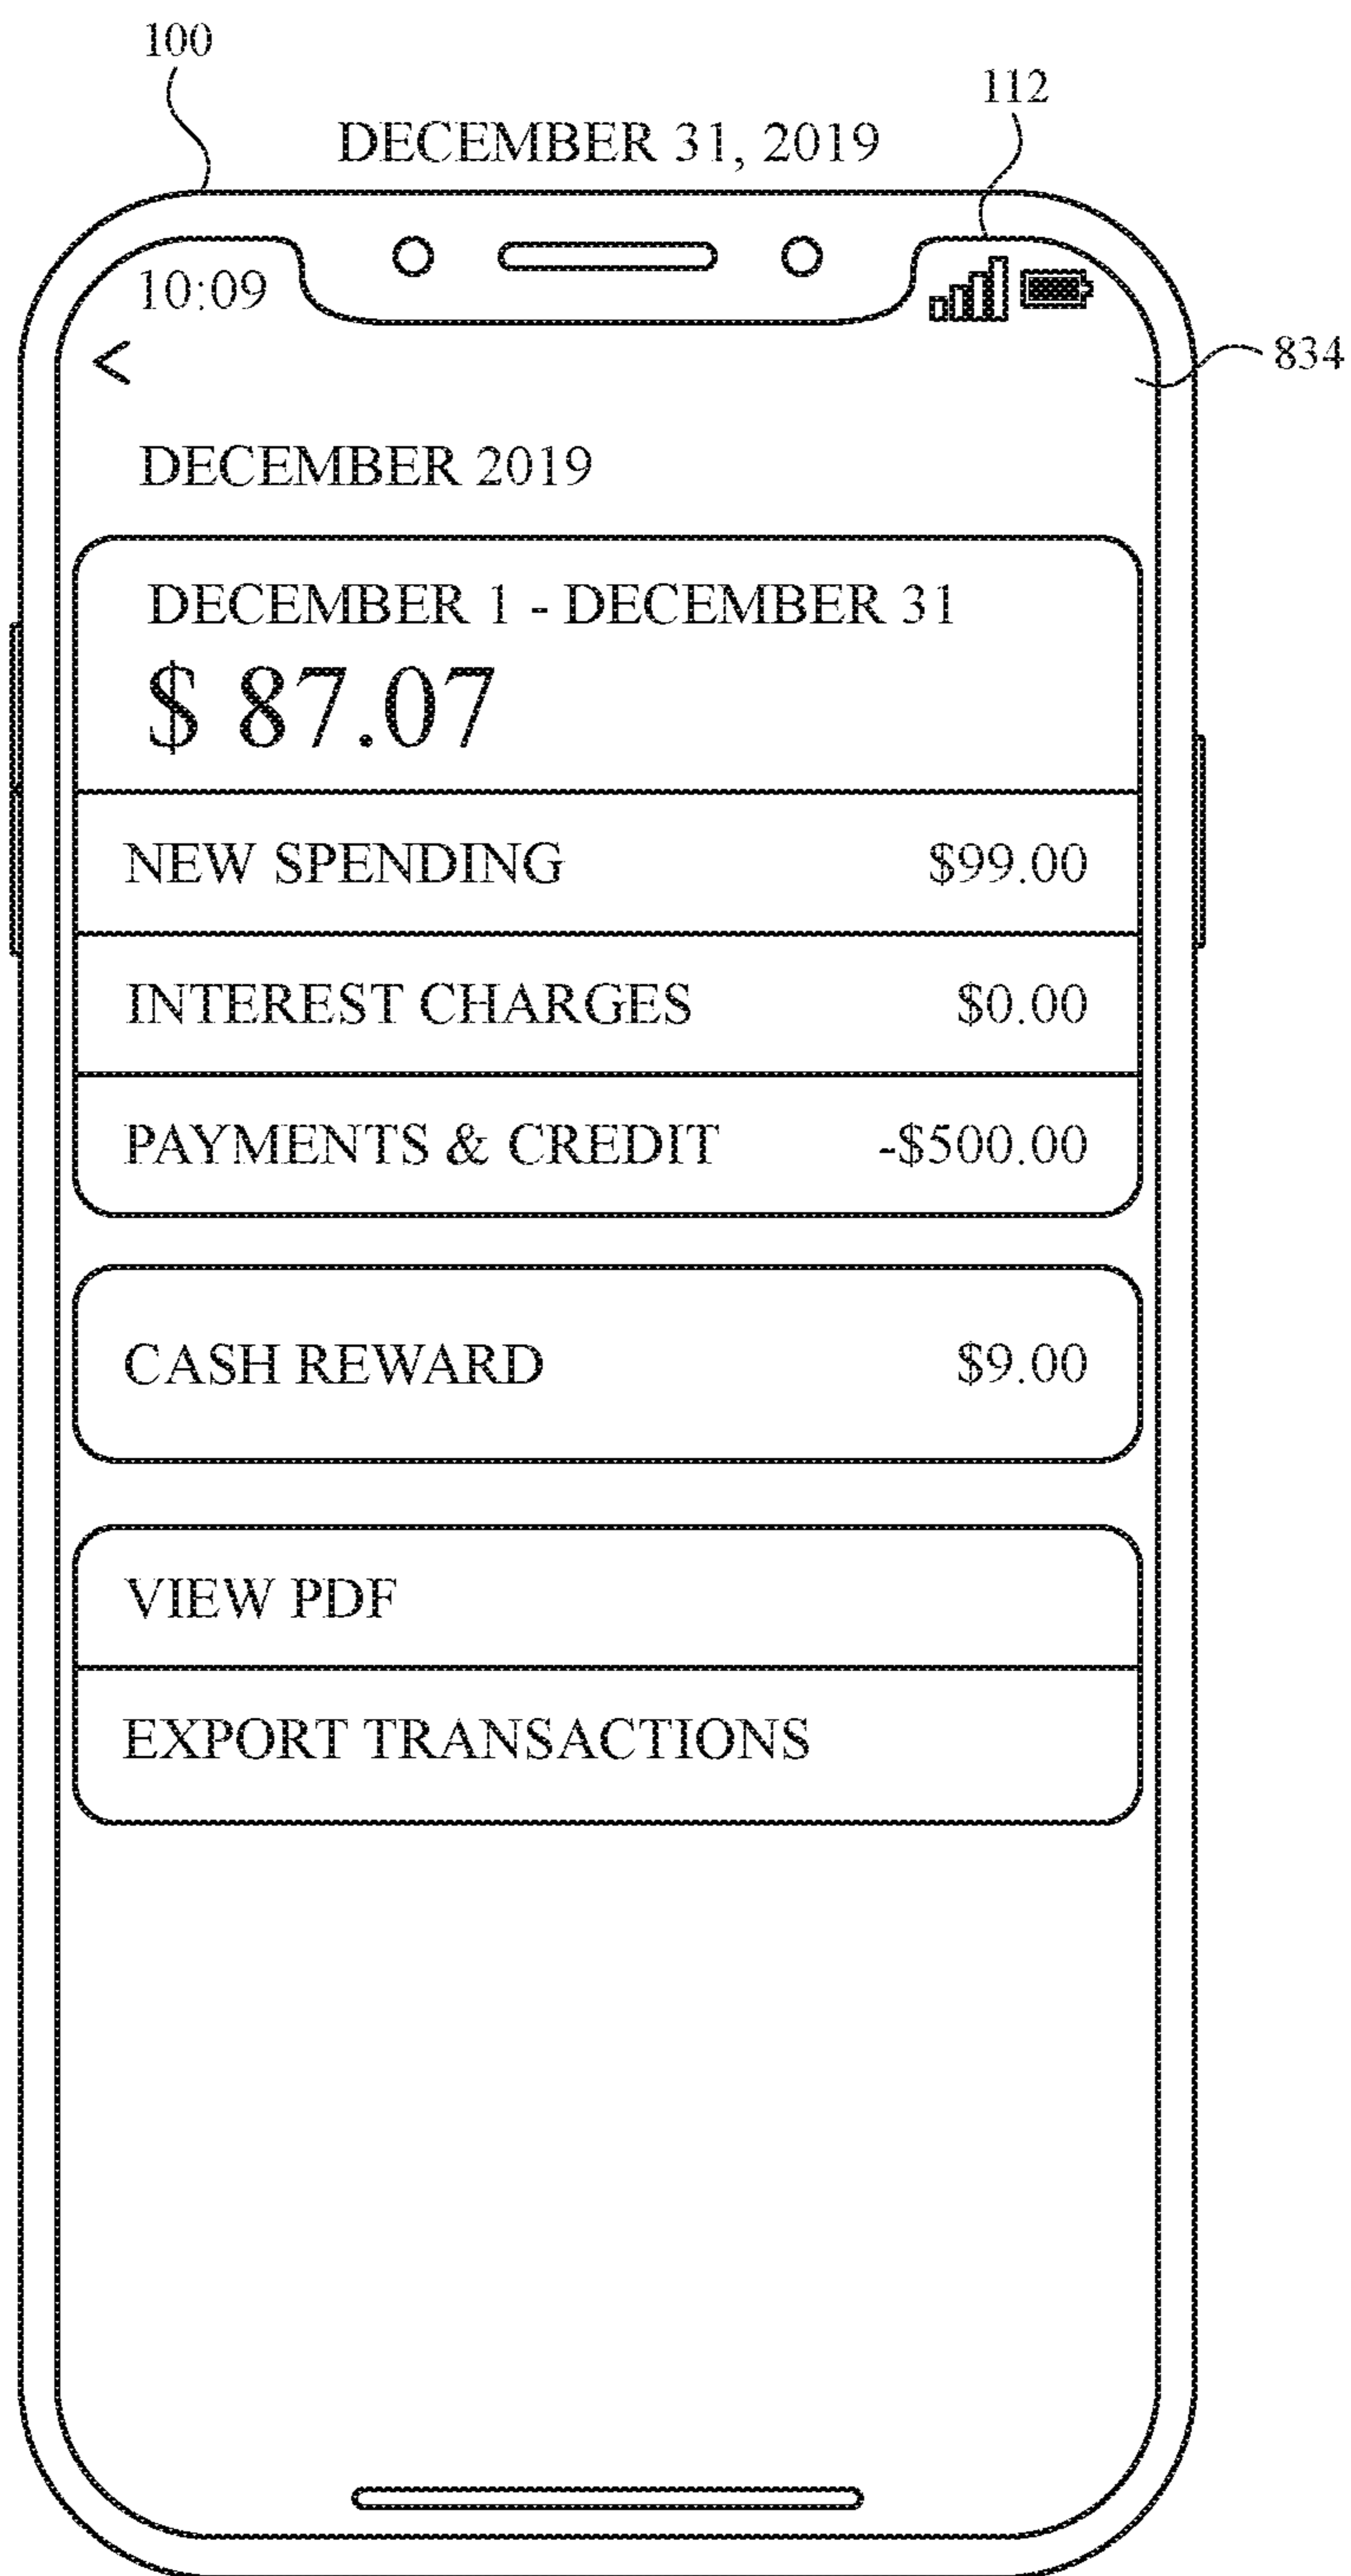 100
112
DECEMBER 31, 2019
10:09
<
834
DECEMBER 2019
DECEMBER 1 - DECEMBER 31
$ 87.07
NEW SPENDING $99.00
INTEREST CHARGES $0.00
PAYMENTS & CREDIT -$500.00
CASH REWARD $9.00
VIEW PDF
EXPORT TRANSACTIONS